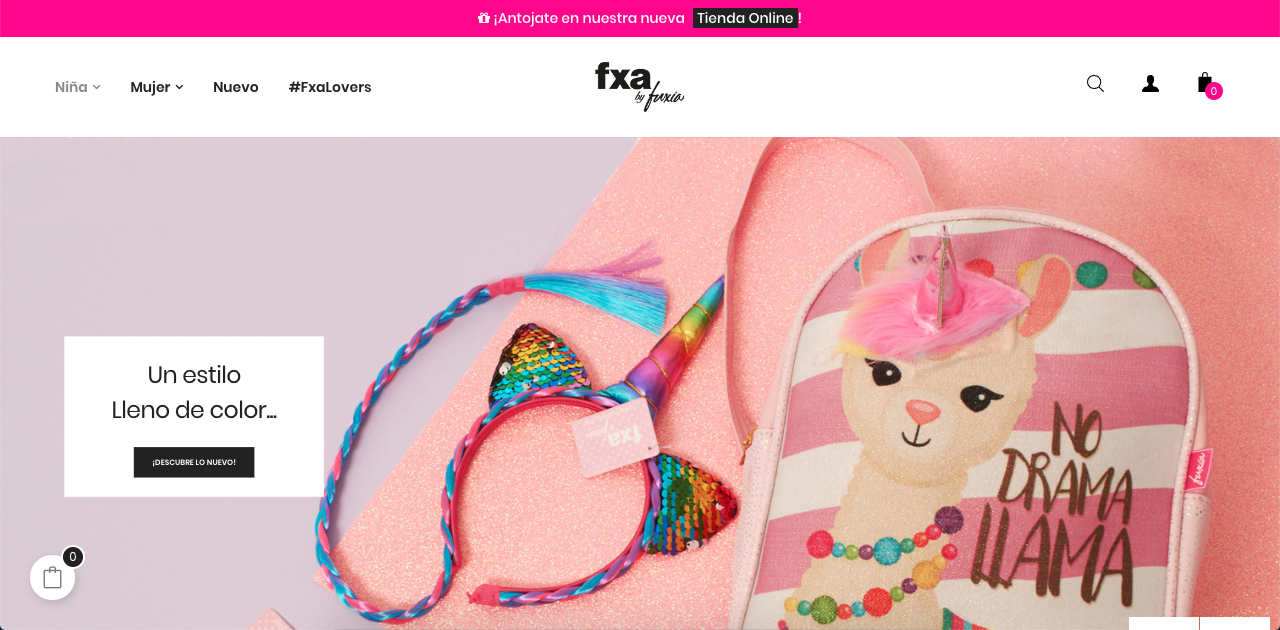 ¡Antojate en nuestra nueva Tienda Online !
Niña
Mujer
Nuevo
#FxaLovers
fxa
by fuxia
0
Un estilo
Lleno de color...
¡DESCUBRE LO NUEVO!
fxa
NO
DRAMA
LLAMA
fuxia
0